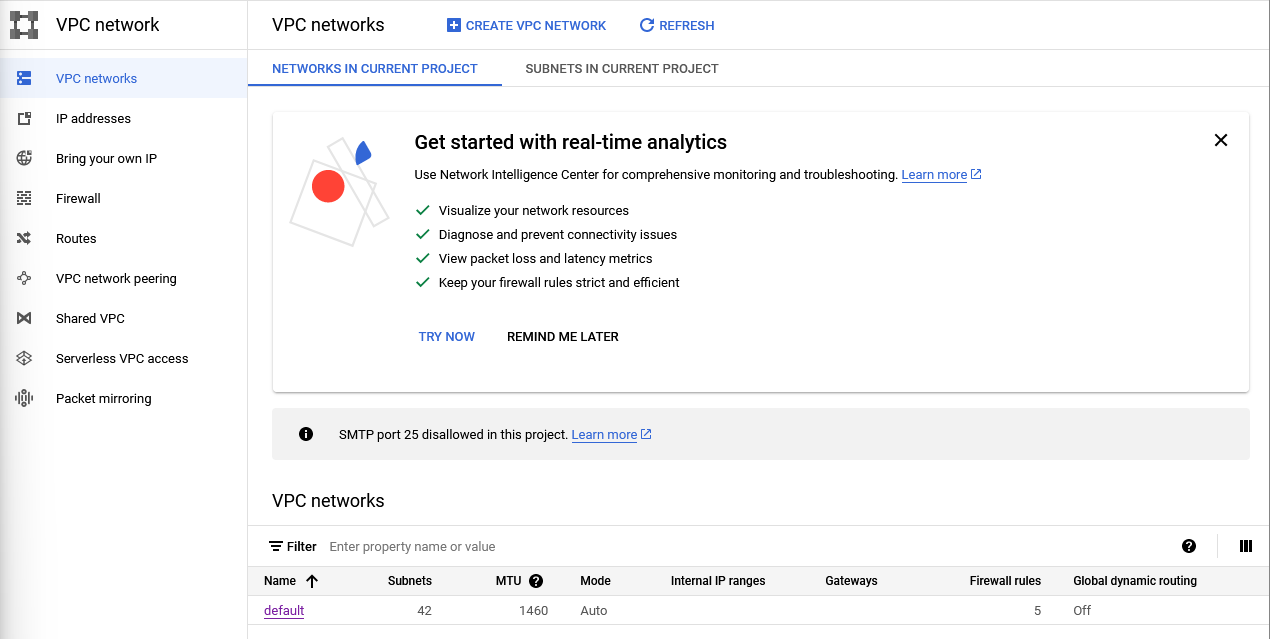 VPC network
VPC networks
CREATE VPC NETWORK
REFRESH
VPC networks
IP addresses
Bring your own IP
Firewall
Routes
VPC network peering
Shared VPC
Serverless VPC access
Packet mirroring
NETWORKS IN CURRENT PROJECT
SUBNETS IN CURRENT PROJECT
Get started with real-time analytics
Use Network Intelligence Center for comprehensive monitoring and troubleshooting. Learn more
Visualize your network resources
Diagnose and prevent connectivity issues
View packet loss and latency metrics
Keep your firewall rules strict and efficient
TRY NOW
REMIND ME LATER
SMTP port 25 disallowed in this project. Learn more
VPC networks
Filter Enter property name or value
Name Subnets MTU Mode Internal IP ranges Gateways Firewall rules Global dynamic routing
default 42 1460 Auto 5 Off